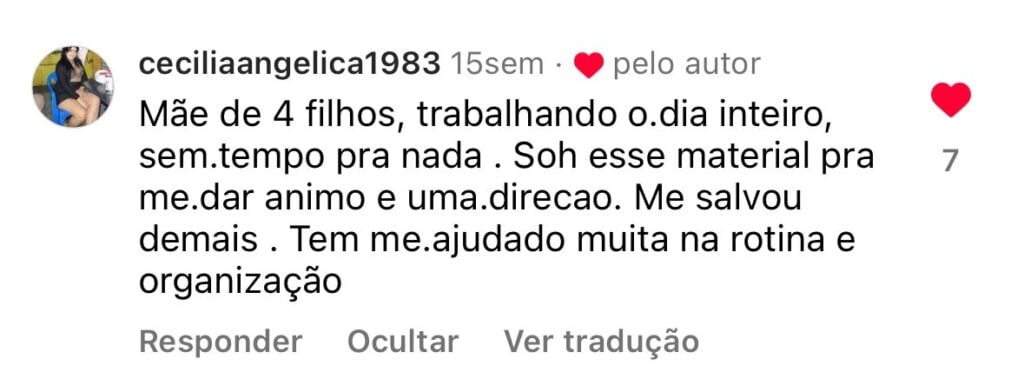 ceciliaangelica1983 15sem · ❤️ pelo autor
Mãe de 4 filhos, trabalhando o.dia inteiro,
sem.tempo pra nada . Soh esse material pra
me.dar animo e uma.direcao. Me salvou
demais . Tem me.ajudado muita na rotina e
organização
7
Responder Ocultar Ver tradução